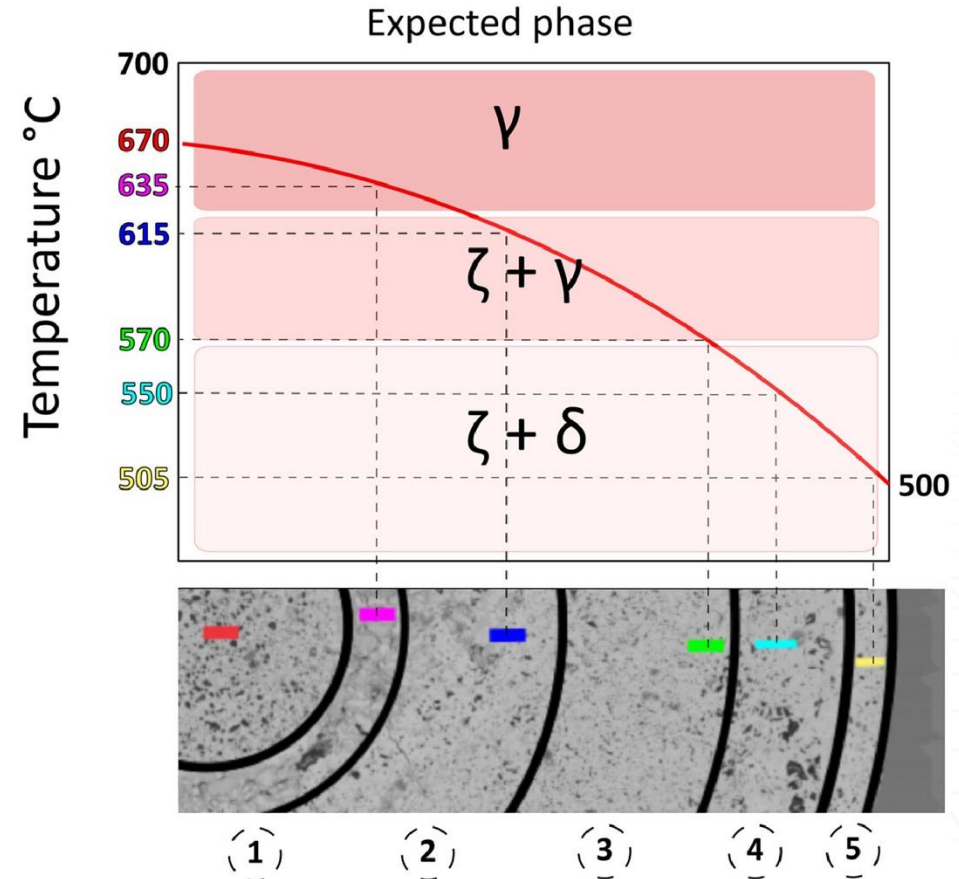 Expected phase
Temperature °C
700
670
635
615
570
550
505
γ
ζ + γ
ζ + δ
500
1 2 3 4 5